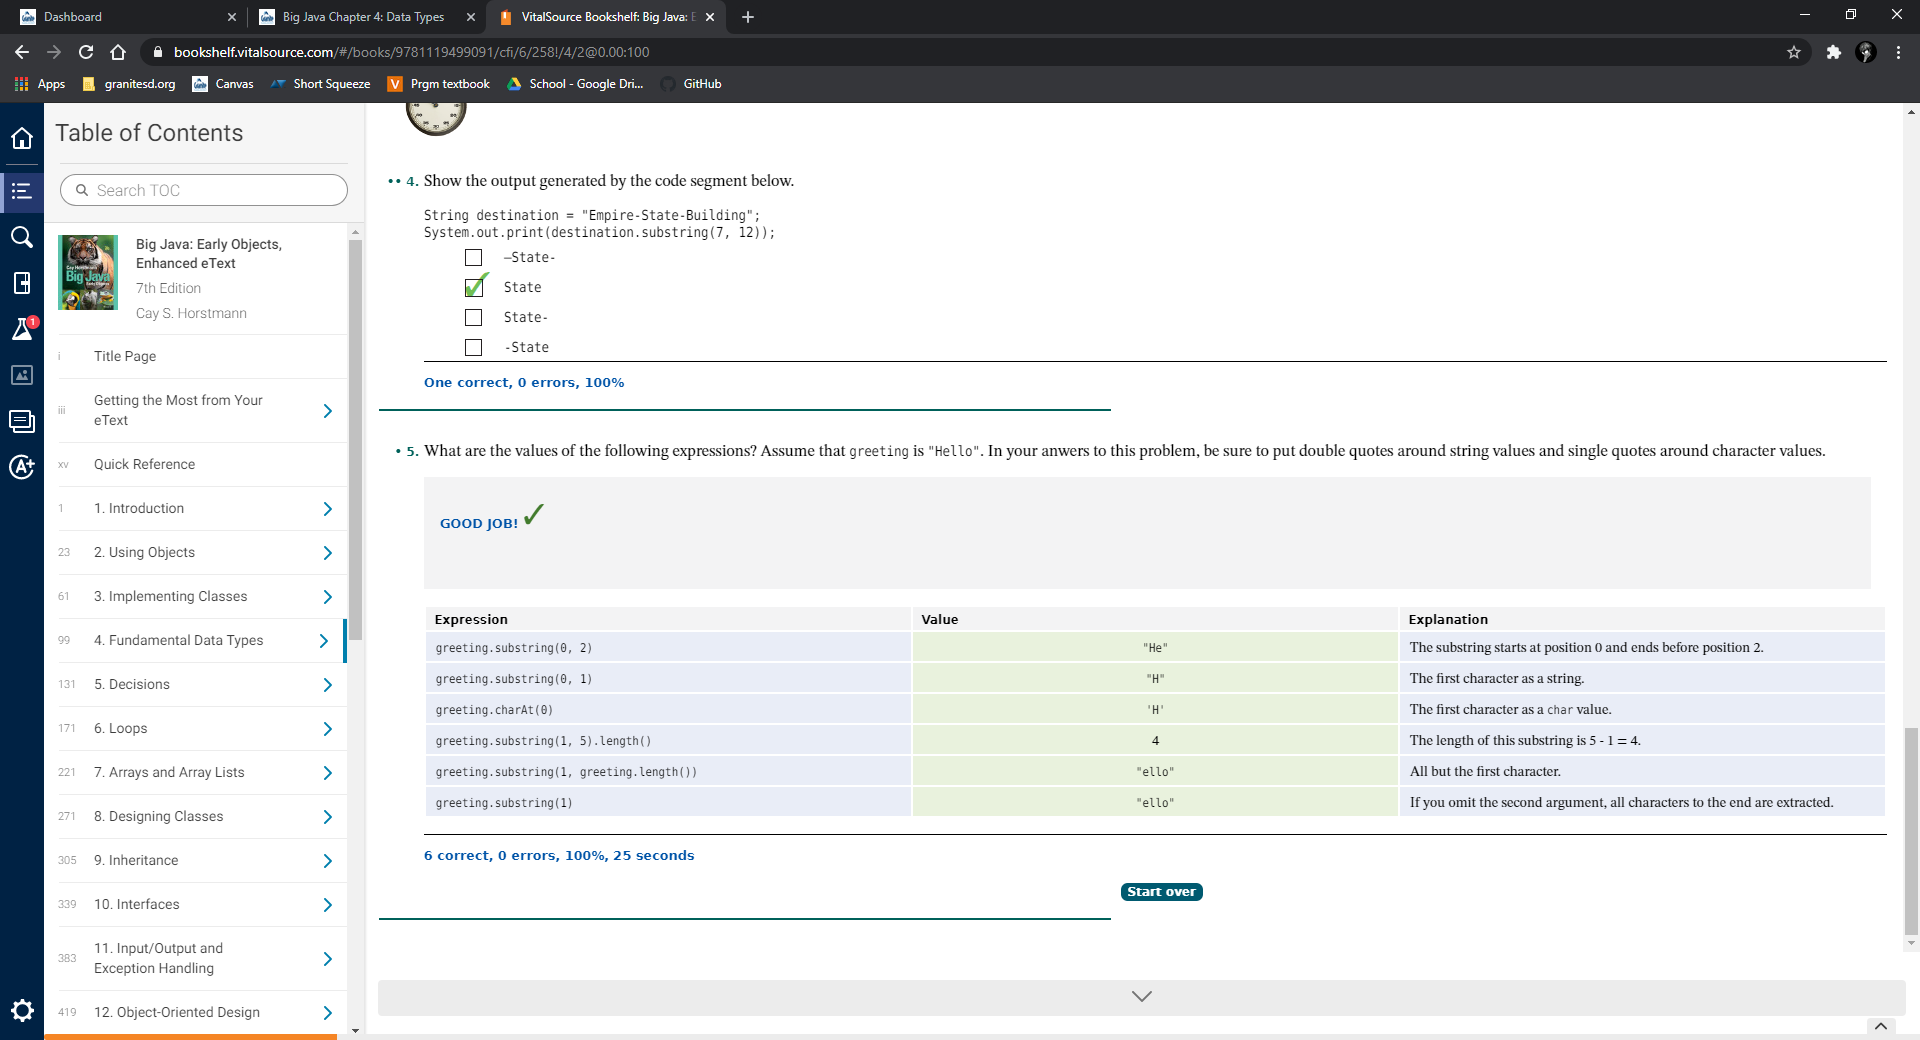 Dashboard
Big Java Chapter 4: Data Types
VitalSource Bookshelf: Big Java: E
bookshelf.vitalsource.com/#/books/9781119499091/cfi/6/258!/4/2@0.00:100
Apps
granitesd.org
Canvas
Short Squeeze
Prgm textbook
School - Google Dri...
GitHub
Table of Contents
Search TOC
Big Java: Early Objects,
Enhanced eText
7th Edition
Cay S. Horstmann
Big Java
1
i Title Page
iii Getting the Most from Your
eText
xv Quick Reference
1 1. Introduction
23 2. Using Objects
61 3. Implementing Classes
99 4. Fundamental Data Types
131 5. Decisions
171 6. Loops
221 7. Arrays and Array Lists
271 8. Designing Classes
305 9. Inheritance
339 10. Interfaces
383 11. Input/Output and
Exception Handling
419 12. Object-Oriented Design
•• 4. Show the output generated by the code segment below.
String destination = "Empire-State-Building";
System.out.print(destination.substring(7, 12));
–State-
State
State-
-State
One correct, 0 errors, 100%
• 5. What are the values of the following expressions? Assume that greeting is "Hello". In your anwers to this problem, be sure to put double quotes around string values and single quotes around character values.
GOOD JOB!
Expression Value Explanation
greeting.substring(0, 2) "He" The substring starts at position 0 and ends before position 2.
greeting.substring(0, 1) "H" The first character as a string.
greeting.charAt(0) 'H' The first character as a char value.
greeting.substring(1, 5).length() 4 The length of this substring is 5 - 1 = 4.
greeting.substring(1, greeting.length()) "ello" All but the first character.
greeting.substring(1) "ello" If you omit the second argument, all characters to the end are extracted.
6 correct, 0 errors, 100%, 25 seconds
Start over